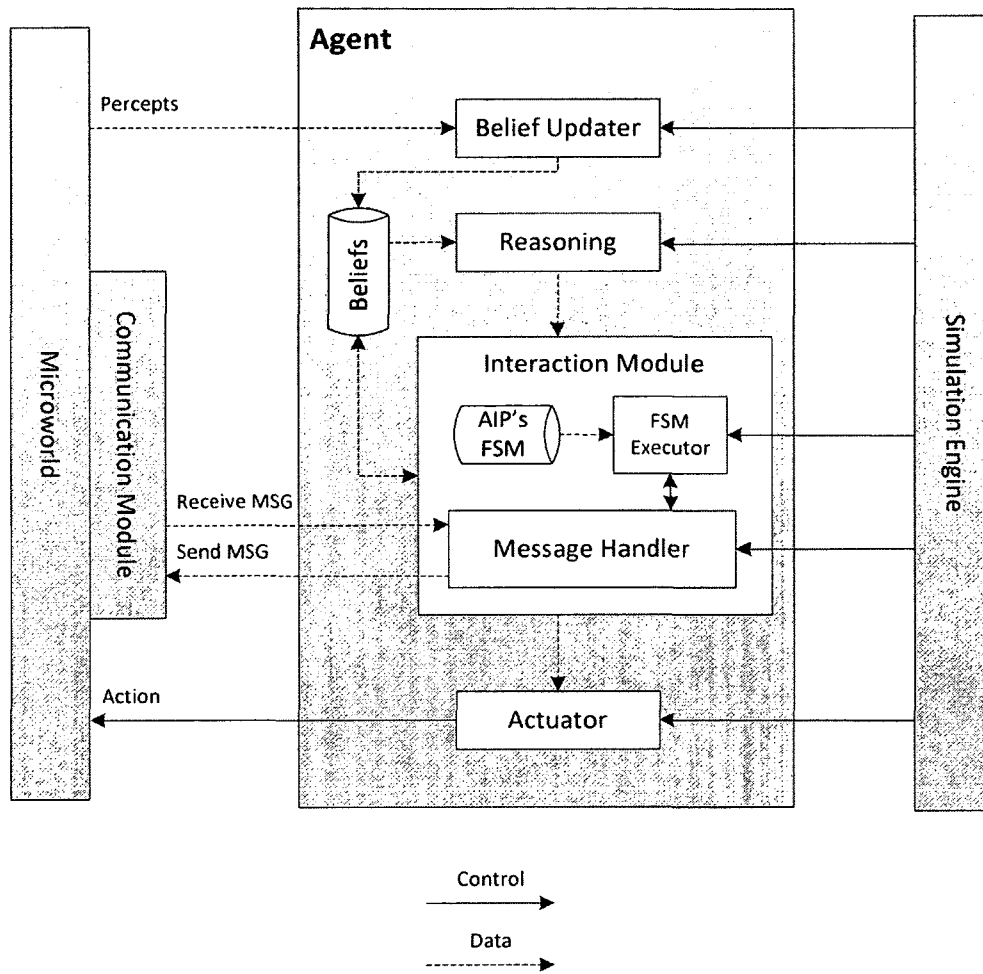 Agent
Percepts
Belief Updater
Beliefs
Reasoning
Microworld
Communication Module
Simulation Engine
Interaction Module
AIP's
FSM
FSM
Executor
Receive MSG
Send MSG
Message Handler
Action
Actuator
Control
Data